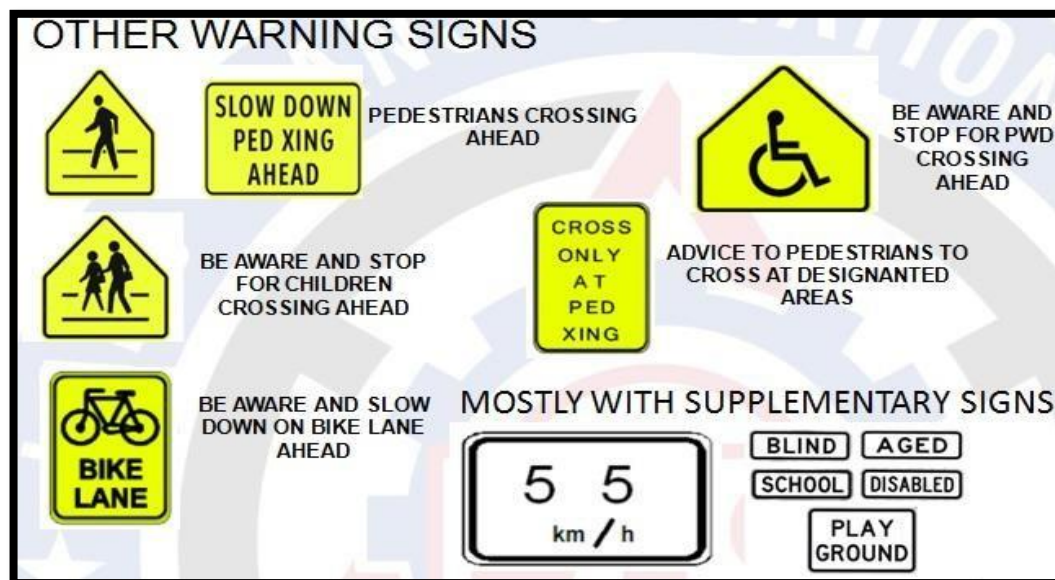 OTHER WARNING SIGNS
SLOW DOWN
PED XING
AHEAD
PEDESTRIANS CROSSING
AHEAD
BE AWARE AND
STOP FOR PWD
CROSSING
AHEAD
BE AWARE AND STOP
FOR CHILDREN
CROSSING AHEAD
CROSS
ONLY
AT
PED
XING
ADVICE TO PEDESTRIANS TO
CROSS AT DESIGNANTED
AREAS
BIKE
LANE
BE AWARE AND SLOW
DOWN ON BIKE LANE
AHEAD
MOSTLY WITH SUPPLEMENTARY SIGNS
5 5
km/h
BLIND
AGED
SCHOOL
DISABLED
PLAY
GROUND